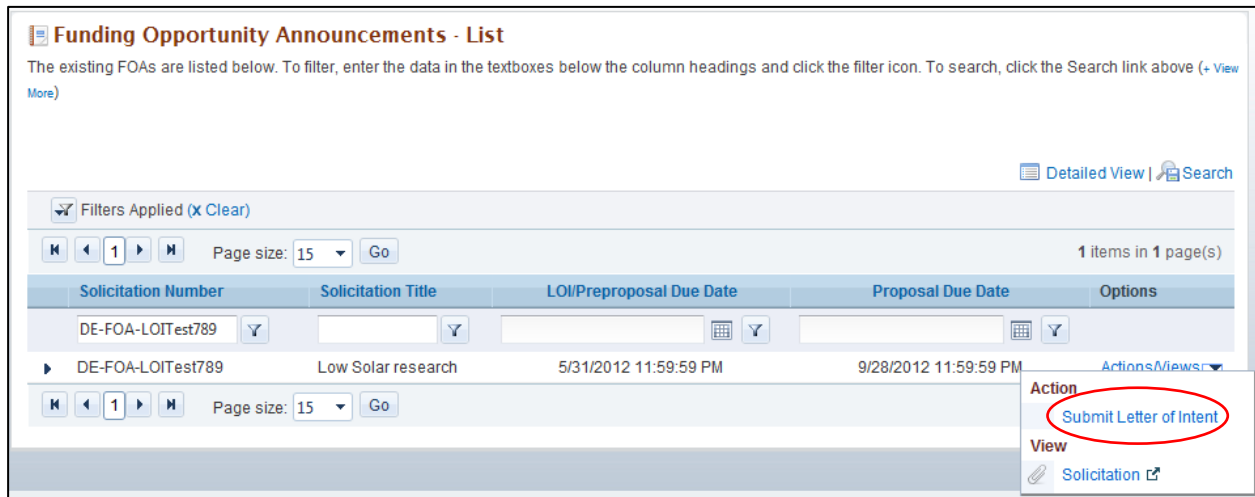 Funding Opportunity Announcements - List
The existing FOAs are listed below. To filter, enter the data in the textboxes below the column headings and click the filter icon. To search, click the Search link above (+ View
More)
Detailed View | Search
Filters Applied (x Clear)
1 Page size: 15 Go 1 items in 1 page(s)
Solicitation Number Solicitation Title LOI/Preproposal Due Date Proposal Due Date Options
DE-FOA-LOITest789
DE-FOA-LOITest789 Low Solar research 5/31/2012 11:59:59 PM 9/28/2012 11:59:59 PM Actions/Views
1 Page size: 15 Go
Action
Submit Letter of Intent
View
Solicitation